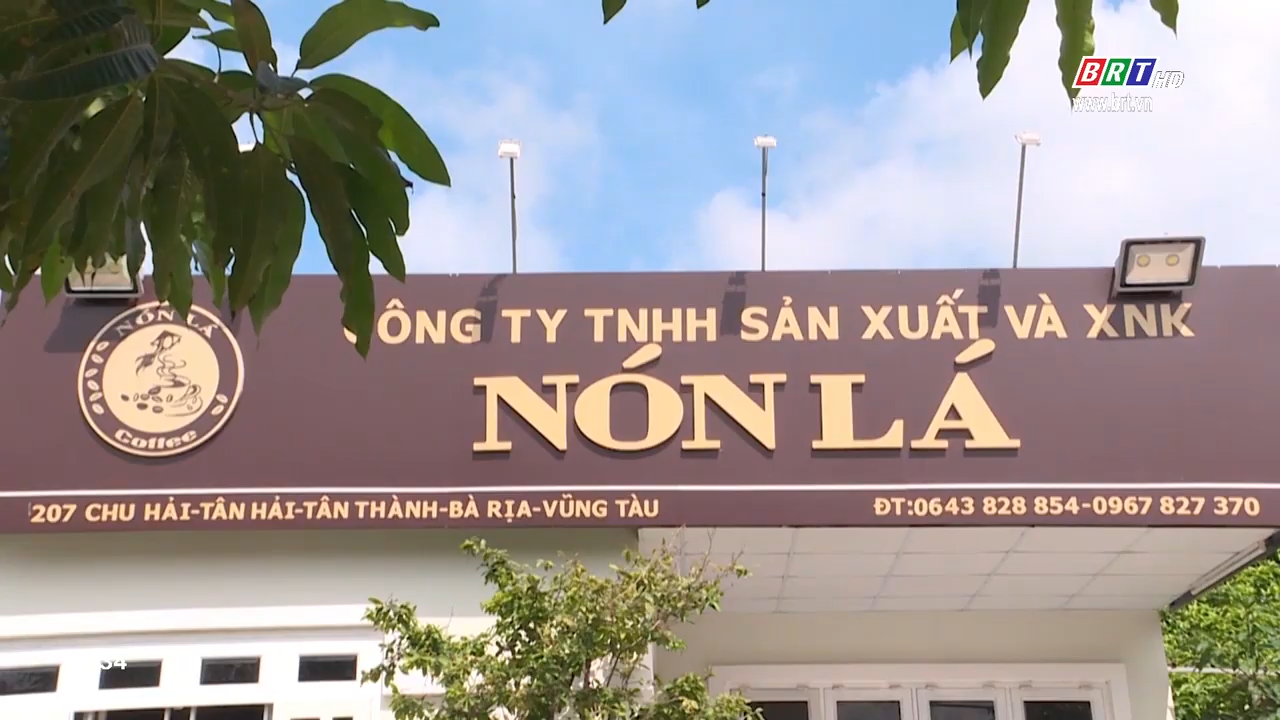 BRT HD
www.brt.vn
CÔNG TY TNHH SẢN XUẤT VÀ XNK
NÓN LÁ
NÓN LÁ
Coffee
207 CHU HẢI-TÂN HẢI-TÂN THÀNH-BÀ RỊA-VŨNG TÀU
ĐT:0643 828 854-0967 827 370